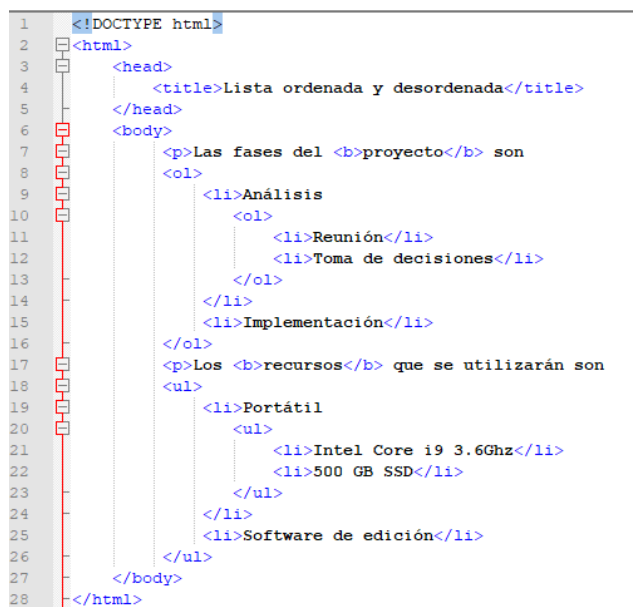 1 <!DOCTYPE html>
2 <html>
3 <head>
4 <title>Lista ordenada y desordenada</title>
5 </head>
6 <body>
7 <p>Las fases del <b>proyecto</b> son
8 <ol>
9 <li>Análisis
10 <ol>
11 <li>Reunión</li>
12 <li>Toma de decisiones</li>
13 </ol>
14 </li>
15 <li>Implementación</li>
16 </ol>
17 <p>Los <b>recursos</b> que se utilizarán son
18 <ul>
19 <li>Portátil
20 <ul>
21 <li>Intel Core i9 3.6Ghz</li>
22 <li>500 GB SSD</li>
23 </ul>
24 </li>
25 <li>Software de edición</li>
26 </ul>
27 </body>
28 </html>